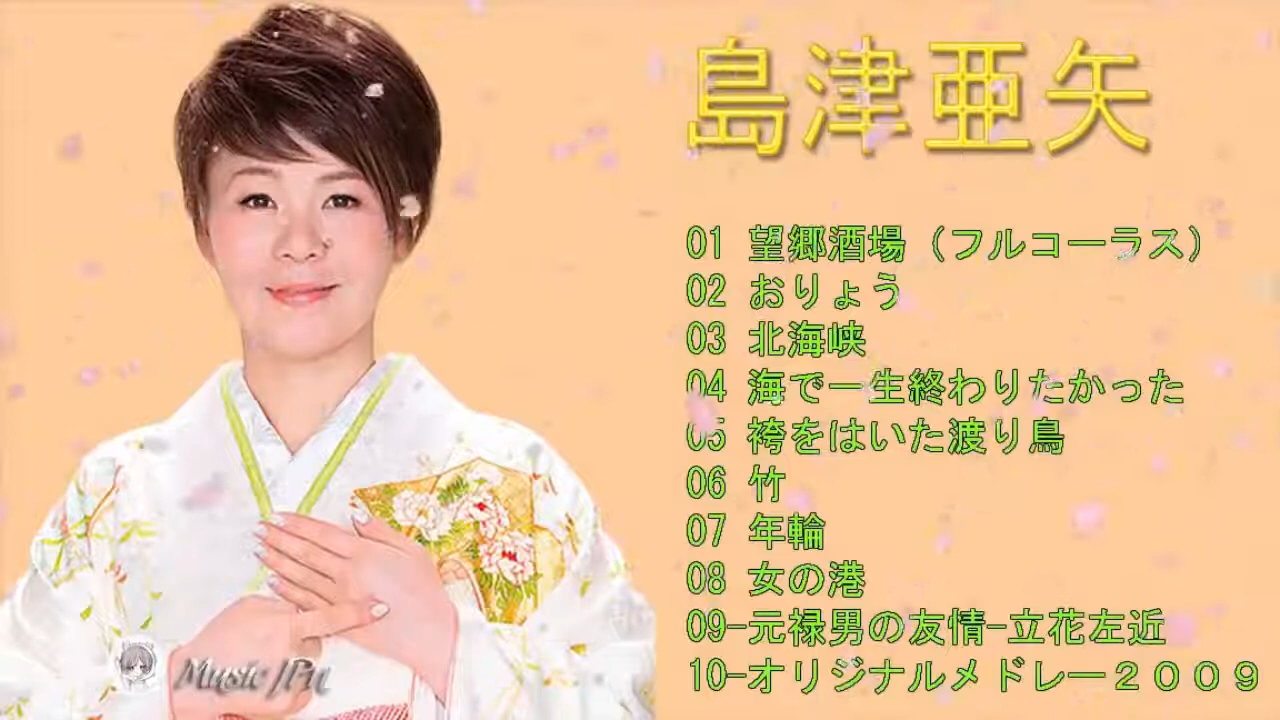 島津亜矢
01 望郷酒場（フルコーラス）
02 おりょう
03 北海峡
04 海で一生終わりたかった
05 袴をはいた渡り鳥
06 竹
07 年輪
08 女の港
09-元禄男の友情-立花左近
10-オリジナルメドレー２００９
Music JPN